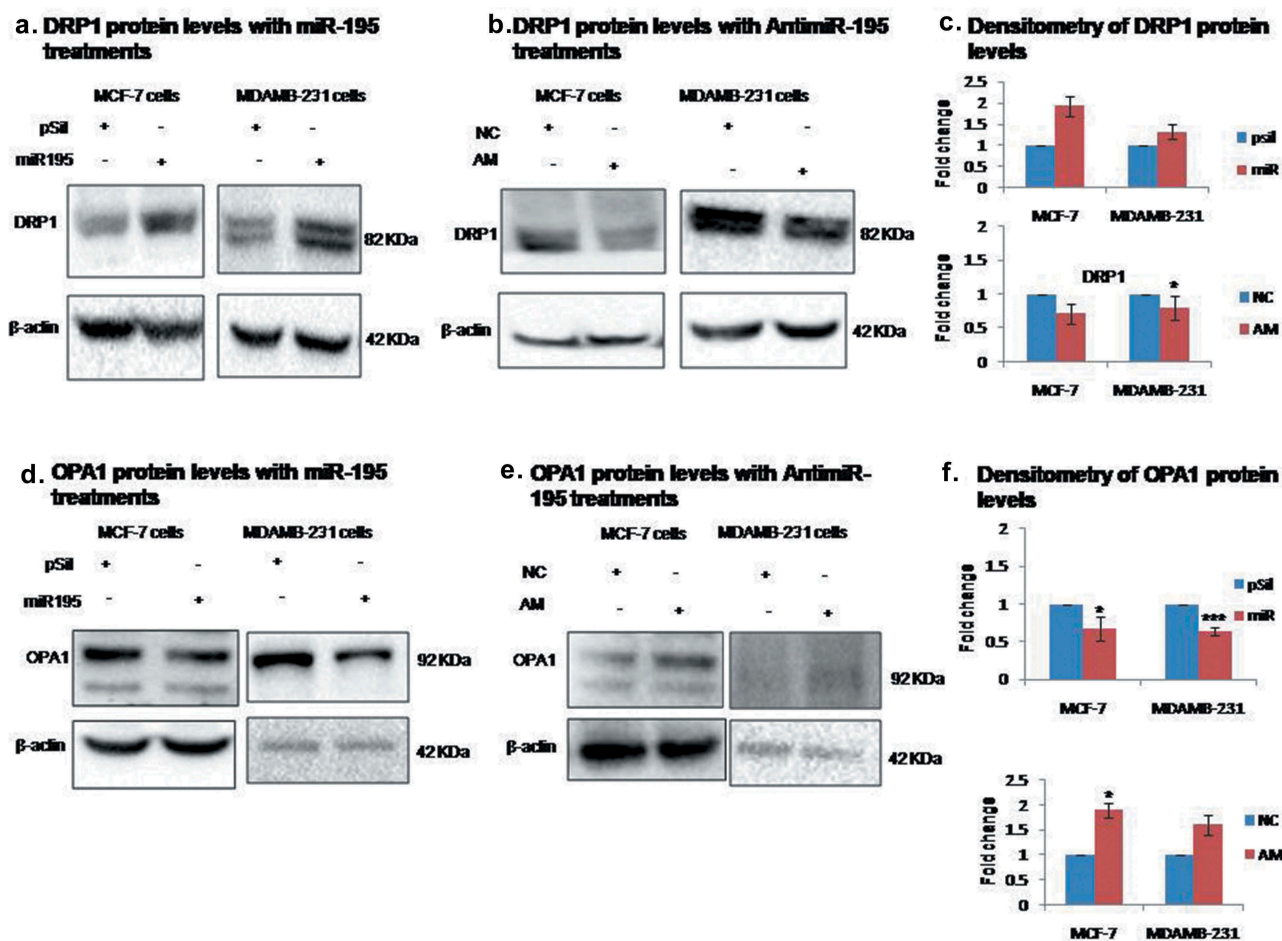 a. DRP1 protein levels with miR-195
treatments
MCF-7 cells MDAMB-231 cells
pSil + - + -
miR195 - + - +
DRP1
82 KDa
β-actin
42 KDa
b. DRP1 protein levels with AntimiR-195
treatments
MCF-7 cells MDAMB-231 cells
NC + - + -
AM - + - +
DRP1
82 KDa
β-actin
42 KDa
c. Densitometry of DRP1 protein
levels
Fold change
2.5
2
1.5
1
0.5
0
MCF-7 MDAMB-231
psil
miR
Fold change
2
1.5
1
0.5
0
DRP1
*
MCF-7 MDAMB-231
NC
AM
d. OPA1 protein levels with miR-195
treatments
MCF-7 cells MDAMB-231 cells
pSil + - + -
miR195 - + - +
OPA1
92 KDa
β-actin
42 KDa
e. OPA1 protein levels with AntimiR-
195 treatments
MCF-7 cells MDAMB-231 cells
NC + - + -
AM - + - +
OPA1
92 KDa
β-actin
42 KDa
f. Densitometry of OPA1 protein
levels
Fold change
2
1.5
1
0.5
0
* ***
MCF-7 MDAMB-231
pSil
miR
Fold change
2.5
2
1.5
1
0.5
0
*
MCF-7 MDAMB-231
NC
AM